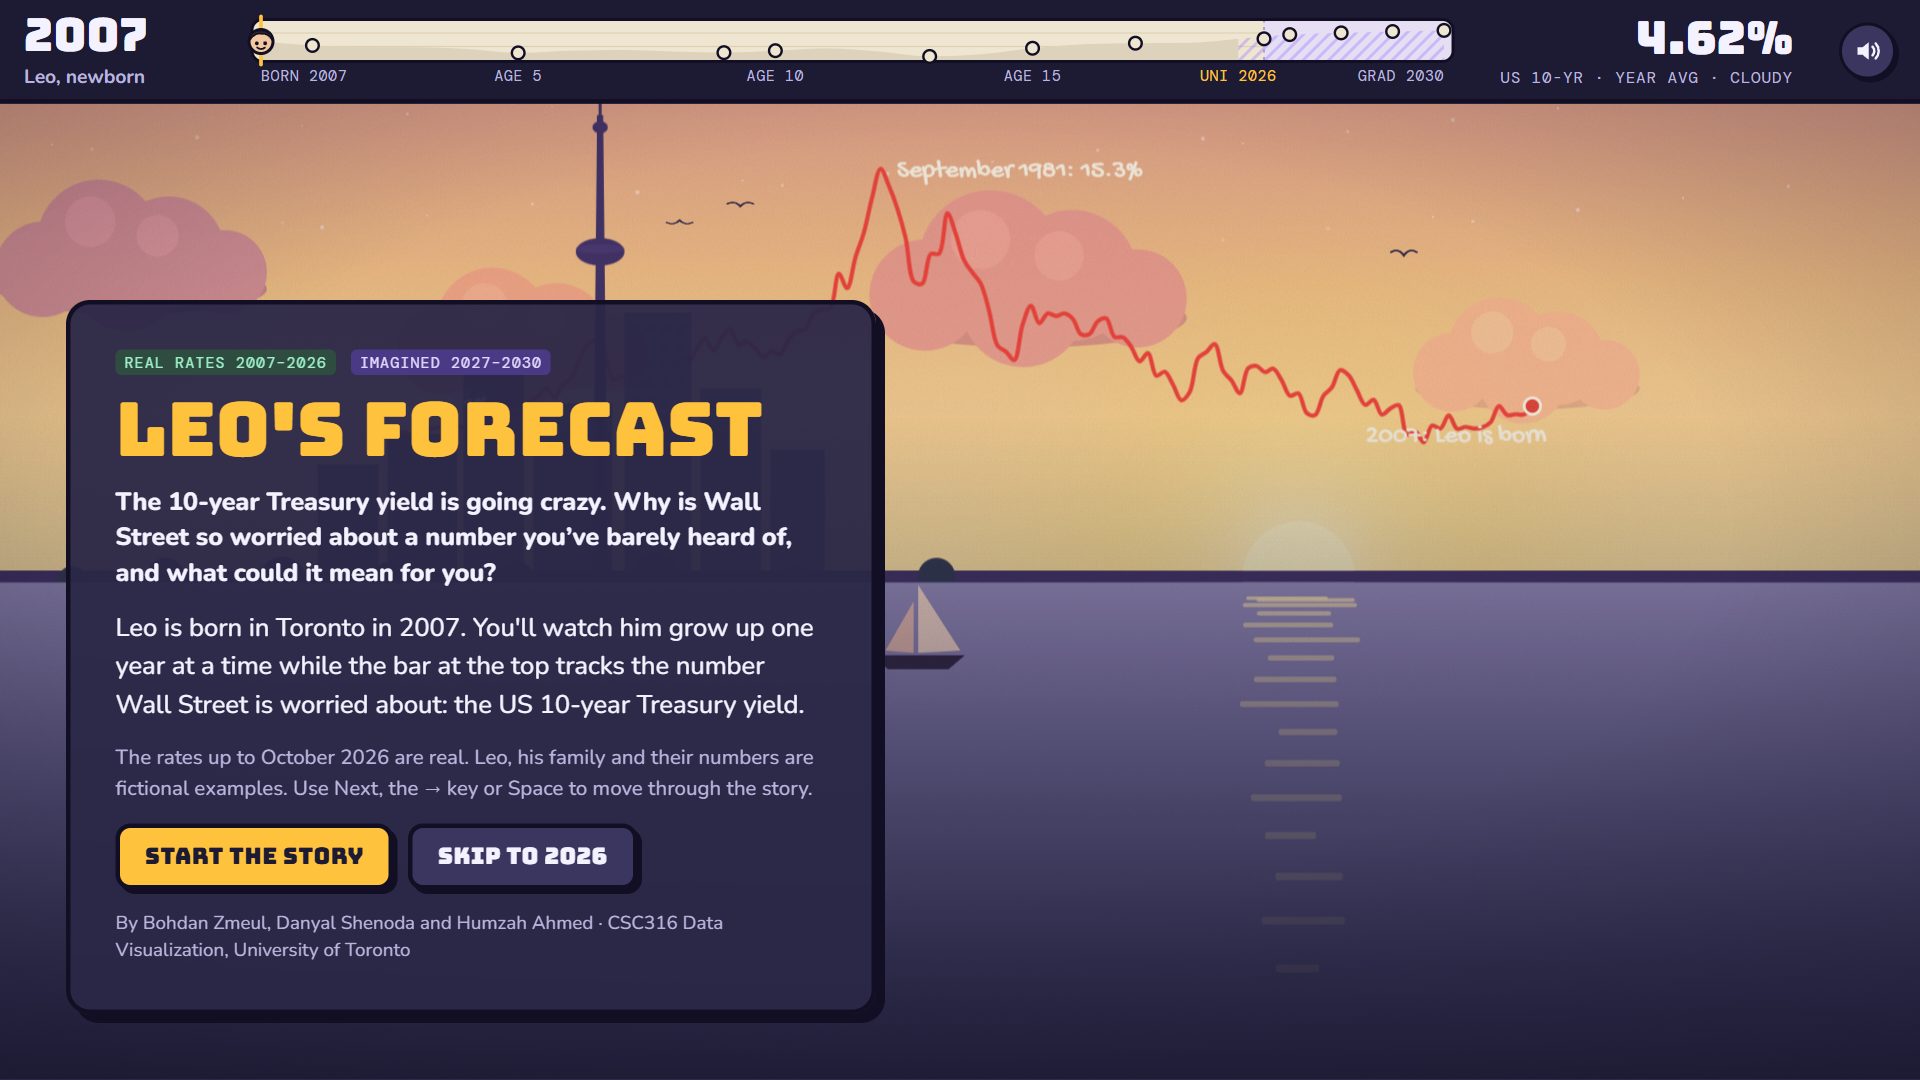 2007
Leo, newborn
BORN 2007
AGE 5
AGE 10
AGE 15
UNI 2026
GRAD 2030
4.62%
US 10-YR · YEAR AVG · CLOUDY
September 1981: 15.3%
2007: Leo is born
REAL RATES 2007-2026
IMAGINED 2027-2030
LEO'S FORECAST
The 10-year Treasury yield is going crazy. Why is Wall
Street so worried about a number you’ve barely heard of,
and what could it mean for you?
Leo is born in Toronto in 2007. You'll watch him grow up one
year at a time while the bar at the top tracks the number
Wall Street is worried about: the US 10-year Treasury yield.
The rates up to October 2026 are real. Leo, his family and their numbers are
fictional examples. Use Next, the → key or Space to move through the story.
START THE STORY
SKIP TO 2026
By Bohdan Zmeul, Danyal Shenoda and Humzah Ahmed · CSC316 Data
Visualization, University of Toronto